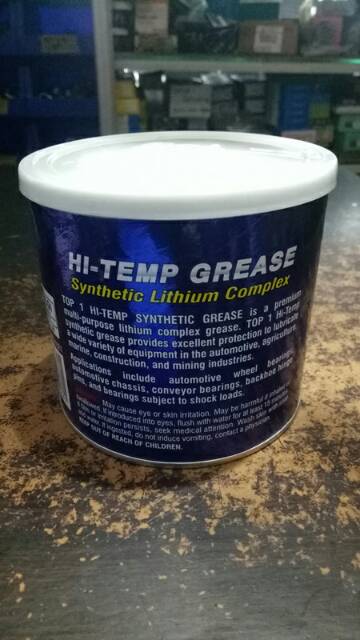 HI-TEMP GREASE
Synthetic Lithium Complex
TOP 1 HI-TEMP SYNTHETIC GREASE is a premium
multi-purpose lithium complex grease. TOP 1 Hi-Temp
synthetic grease provides excellent protection to lubricate
a wide variety of equipment in the automotive, agriculture,
marine, construction, and mining industries.
Applications include automotive wheel bearings,
automotive chassis, conveyor bearings, backhoe hinge
pins, and bearings subject to shock loads.
May cause eye or skin irritation. May be harmful if
If introduced into eyes, flush with water for at least 15
or irritation persists, seek medical attention. Wash skin with
If ingested, do not induce vomiting, contact a physician.
KEEP OUT OF REACH OF CHILDREN.